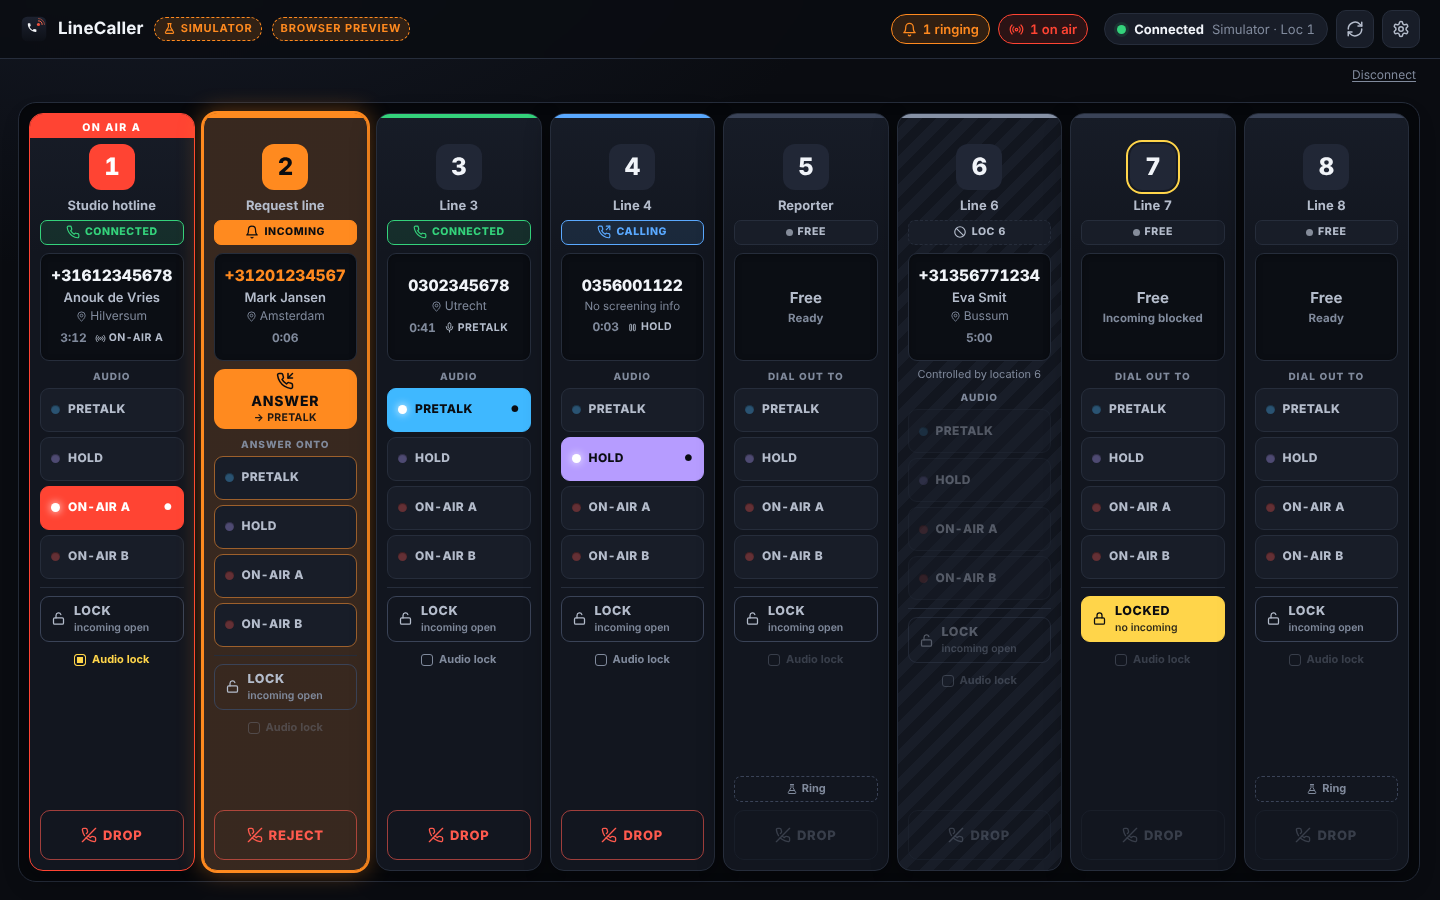 LineCaller SIMULATOR BROWSER PREVIEW 1 ringing 1 on air Connected Simulator · Loc 1
Disconnect
ON AIR A
1
Studio hotline
CONNECTED
+31612345678
Anouk de Vries
Hilversum
3:12 ON-AIR A
AUDIO
PRETALK
HOLD
ON-AIR A
ON-AIR B
LOCK
incoming open
Audio lock
DROP
2
Request line
INCOMING
+31201234567
Mark Jansen
Amsterdam
0:06
ANSWER
→ PRETALK
ANSWER ONTO
PRETALK
HOLD
ON-AIR A
ON-AIR B
LOCK
incoming open
Audio lock
REJECT
3
Line 3
CONNECTED
0302345678
Utrecht
0:41 PRETALK
AUDIO
PRETALK
HOLD
ON-AIR A
ON-AIR B
LOCK
incoming open
Audio lock
DROP
4
Line 4
CALLING
0356001122
No screening info
0:03 HOLD
AUDIO
PRETALK
HOLD
ON-AIR A
ON-AIR B
LOCK
incoming open
Audio lock
DROP
5
Reporter
FREE
Free
Ready
DIAL OUT TO
PRETALK
HOLD
ON-AIR A
ON-AIR B
LOCK
incoming open
Audio lock
Ring
DROP
6
Line 6
LOC 6
+31356771234
Eva Smit
Bussum
5:00
Controlled by location 6
AUDIO
PRETALK
HOLD
ON-AIR A
ON-AIR B
LOCK
incoming open
Audio lock
DROP
7
Line 7
FREE
Free
Incoming blocked
DIAL OUT TO
PRETALK
HOLD
ON-AIR A
ON-AIR B
LOCKED
no incoming
Audio lock
DROP
8
Line 8
FREE
Free
Ready
DIAL OUT TO
PRETALK
HOLD
ON-AIR A
ON-AIR B
LOCK
incoming open
Audio lock
Ring
DROP